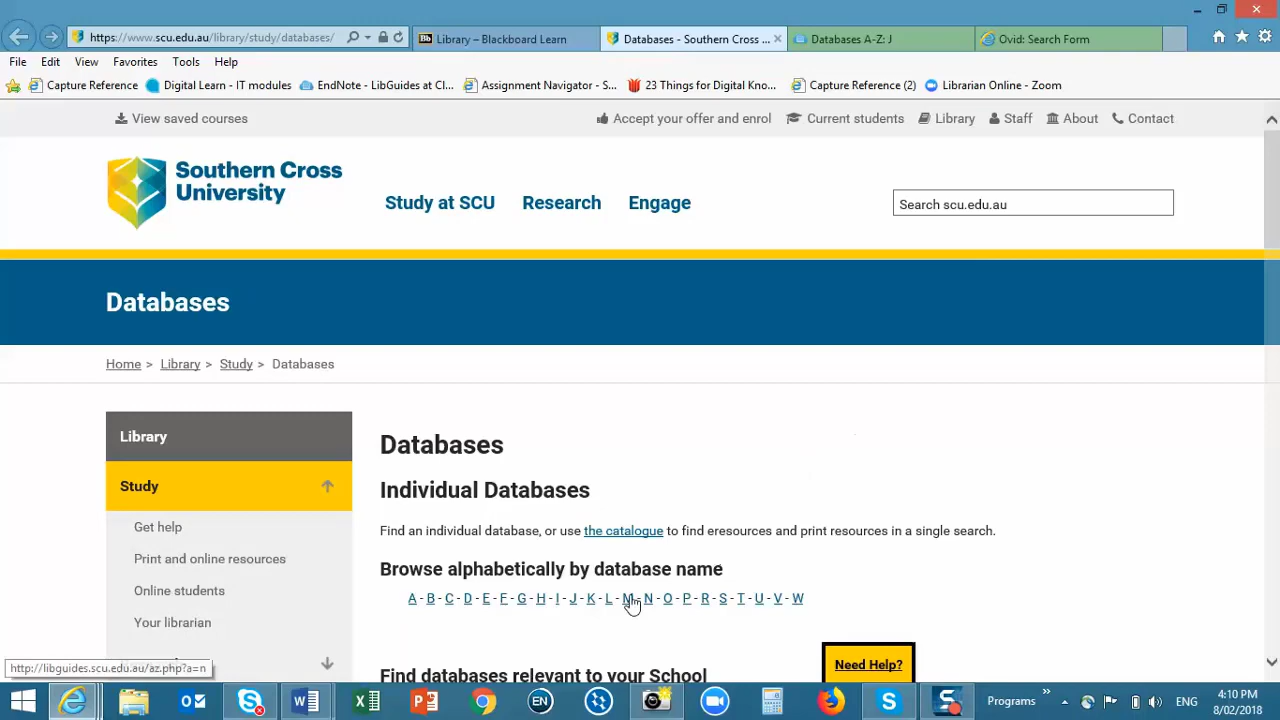 https://www.scu.edu.au/library/study/databases/
Library – Blackboard Learn
Databases - Southern Cross ...
Databases A-Z: J
Ovid: Search Form
File Edit View Favorites Tools Help
Capture Reference
Digital Learn - IT modules
EndNote - LibGuides at Cl...
Assignment Navigator - S...
23 Things for Digital Kno...
Capture Reference (2)
Librarian Online - Zoom
View saved courses
Accept your offer and enrol
Current students
Library
Staff
About
Contact
Southern Cross
University
Study at SCU
Research
Engage
Search scu.edu.au
Databases
Home > Library > Study > Databases
Library
Study
Get help
Print and online resources
Online students
Your librarian
Databases
Individual Databases
Find an individual database, or use the catalogue to find eresources and print resources in a single search.
Browse alphabetically by database name
A - B - C - D - E - F - G - H - I - J - K - L - M - N - O - P - R - S - T - U - V - W
Find databases relevant to your School
Need Help?
http://libguides.scu.edu.au/az.php?a=n
Programs
ENG
4:10 PM
8/02/2018